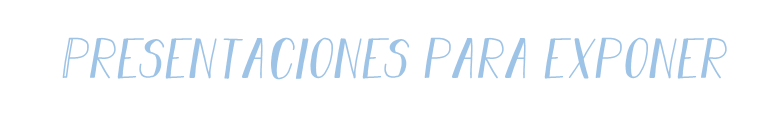 PRESENTACIONES PARA EXPONER